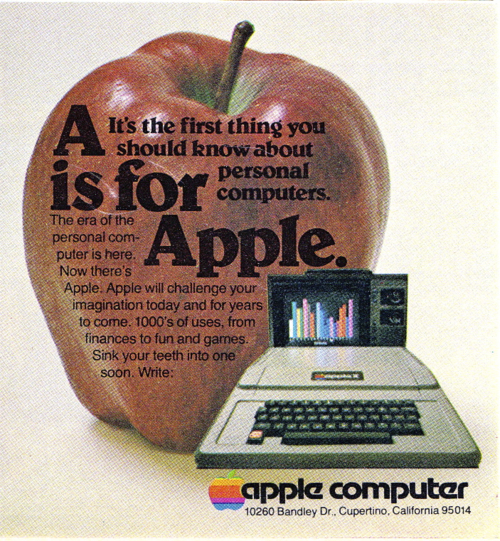 A It's the first thing you
should know about
is for personal
computers.
Apple.
The era of the
personal com-
puter is here.
Now there's
Apple. Apple will challenge your
imagination today and for years
to come. 1000's of uses, from
finances to fun and games.
Sink your teeth into one
soon. Write:
apple II
apple computer
10260 Bandley Dr., Cupertino, California 95014